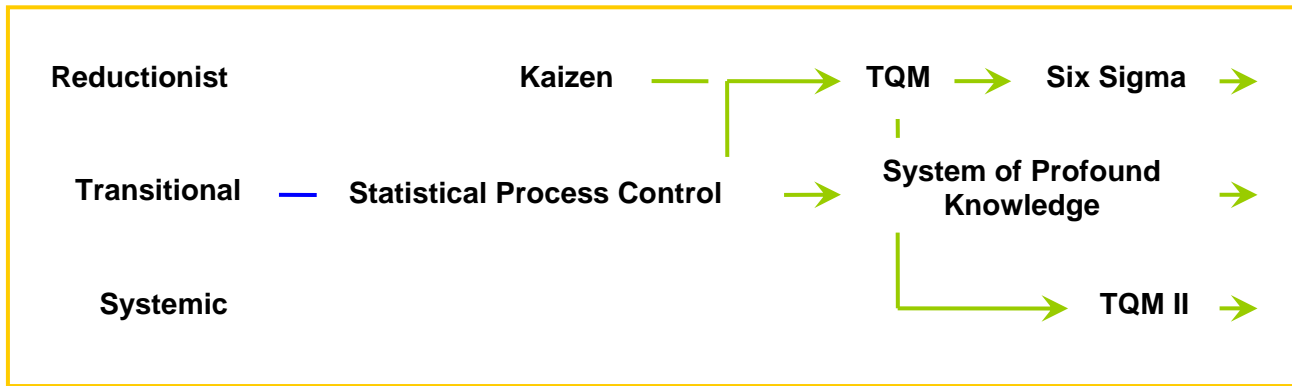 Reductionist Kaizen TQM Six Sigma
Transitional Statistical Process Control System of Profound
Knowledge
Systemic TQM II